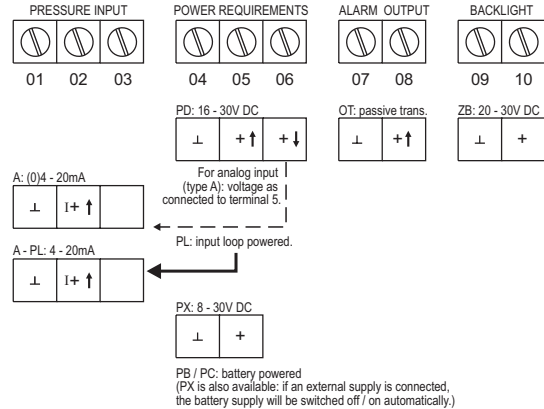 PRESSURE INPUT
POWER REQUIREMENTS
ALARM OUTPUT
BACKLIGHT
01 02 03
04 05 06
07 08
09 10
PD: 16 - 30V DC
OT: passive trans.
ZB: 20 - 30V DC
⊥ +↑ +↓
⊥ +↑
⊥ +
For analog input
(type A): voltage as
connected to terminal 5.
A: (0)4 - 20mA
⊥ I+ ↑
PL: input loop powered.
A - PL: 4 - 20mA
⊥ I+ ↑
PX: 8 - 30V DC
⊥ +
PB / PC: battery powered
(PX is also available: if an external supply is connected,
the battery supply will be switched off / on automatically.)